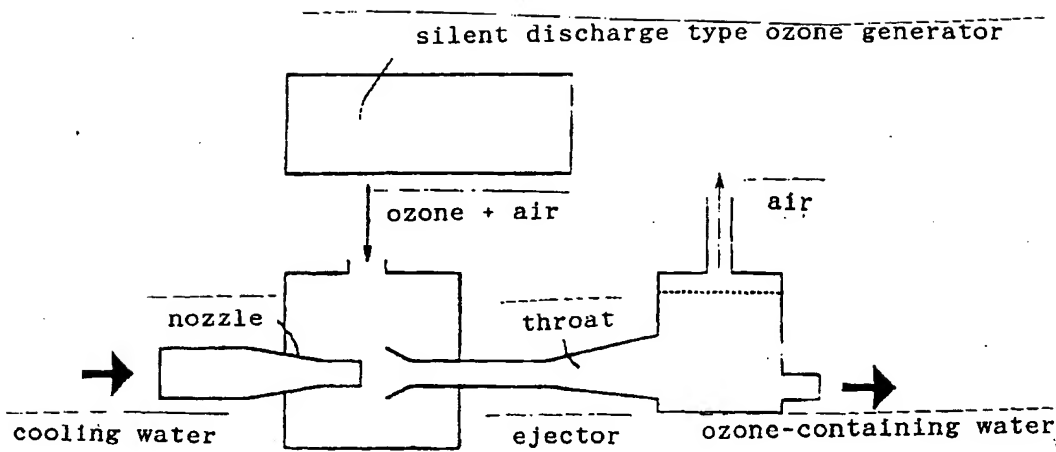 silent discharge type ozone generator
ozone + air
air
nozzle
throat
cooling water
ejector
ozone-containing water